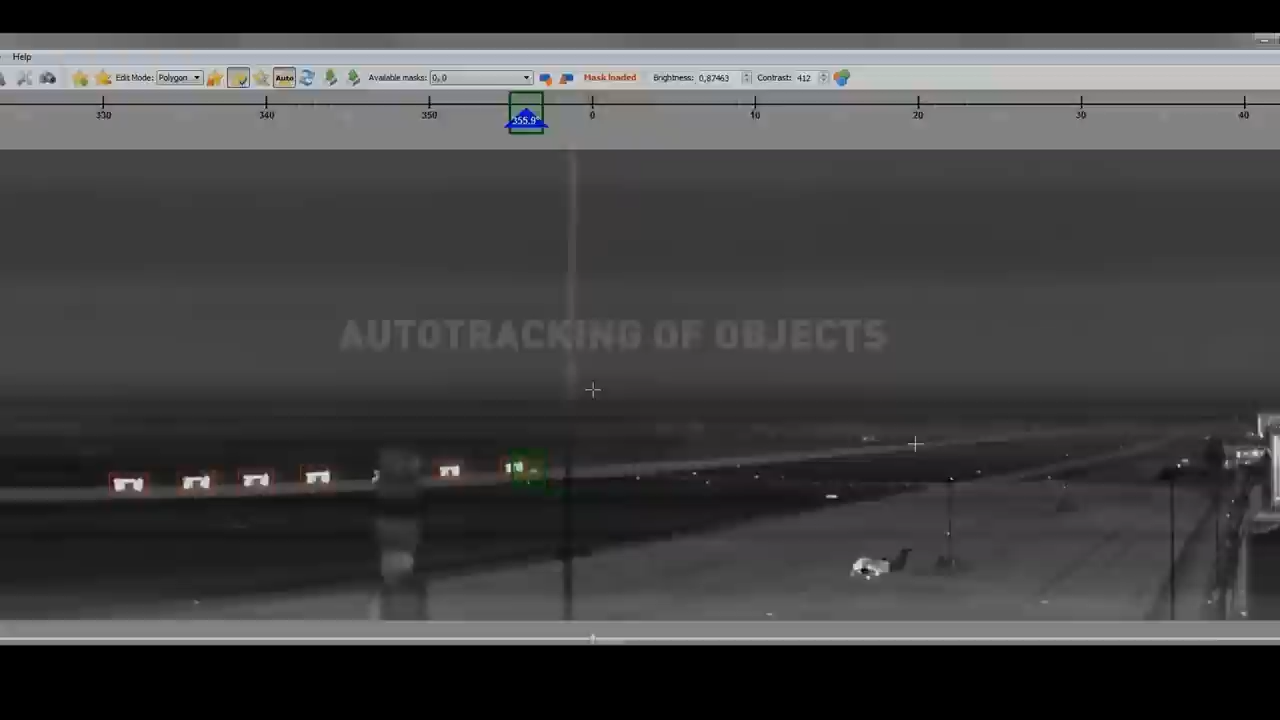 Help
Edit Mode: Polygon Auto Available masks: 0, 0 Mask loaded Brightness: 0,87463 Contrast: 412
330 340 350 0 10 20 30 40
355.9°
AUTOTRACKING OF OBJECTS